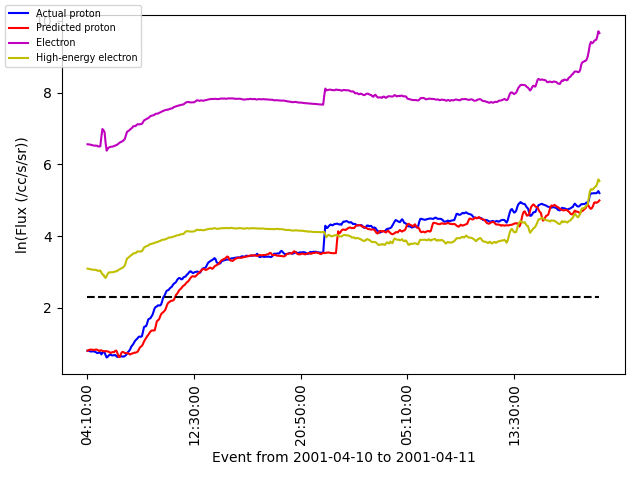 Actual proton
Predicted proton
Electron
High-energy electron
8
6
4
2
ln(Flux (/cc/s/sr))
04:10:00
12:30:00
20:50:00
05:10:00
13:30:00
Event from 2001-04-10 to 2001-04-11